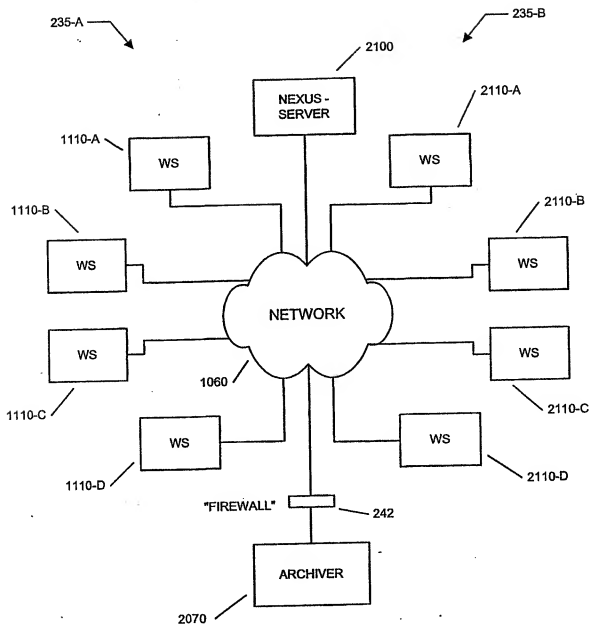 235-A
235-B
2100
NEXUS -
SERVER
2110-A
1110-A
WS
WS
1110-B
2110-B
WS
WS
NETWORK
WS
WS
1060
1110-C
2110-C
WS
WS
1110-D
2110-D
"FIREWALL"
242
ARCHIVER
2070